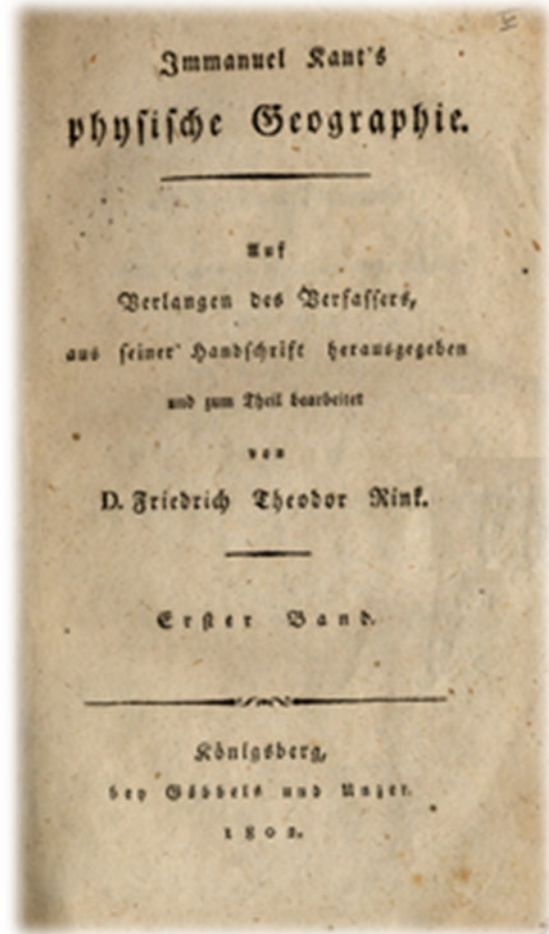 Immanuel Kant's
physische Geographie.
Auf
Verlangen des Verfassers,
aus seiner Handschrift herausgegeben
und zum Theil bearbeitet
von
D. Friedrich Theodor Rink.
Erster Band.
Königsberg,
bey Göbbels und Unzer.
1802.